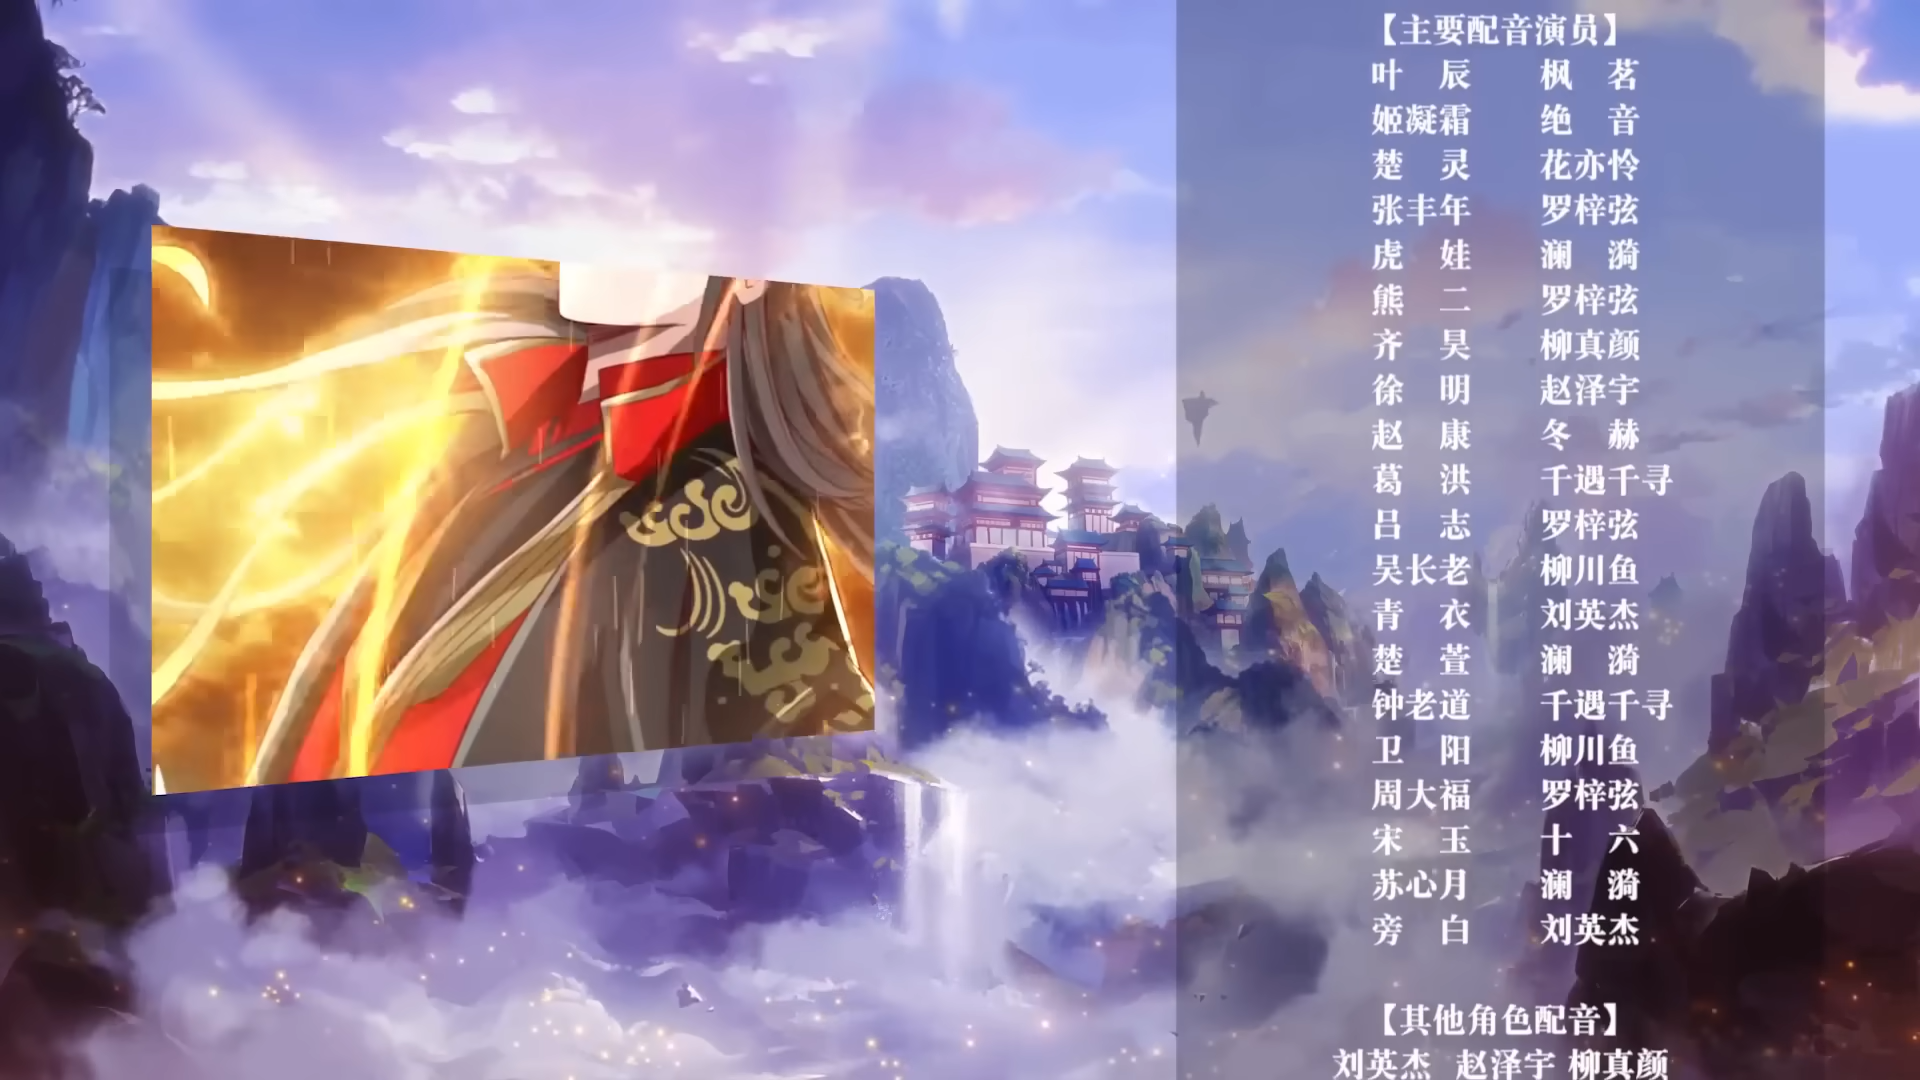 【主要配音演员】
叶 辰 枫 茗
姬凝霜 绝 音
楚 灵 花亦怜
张丰年 罗梓弦
虎 娃 澜 漪
熊 二 罗梓弦
齐 昊 柳真颜
徐 明 赵泽宇
赵 康 冬 赫
葛 洪 千遇千寻
吕 志 罗梓弦
吴长老 柳川鱼
青 衣 刘英杰
楚 萱 澜 漪
钟老道 千遇千寻
卫 阳 柳川鱼
周大福 罗梓弦
宋 玉 十 六
苏心月 澜 漪
旁 白 刘英杰
【其他角色配音】
刘英杰 赵泽宇 柳真颜